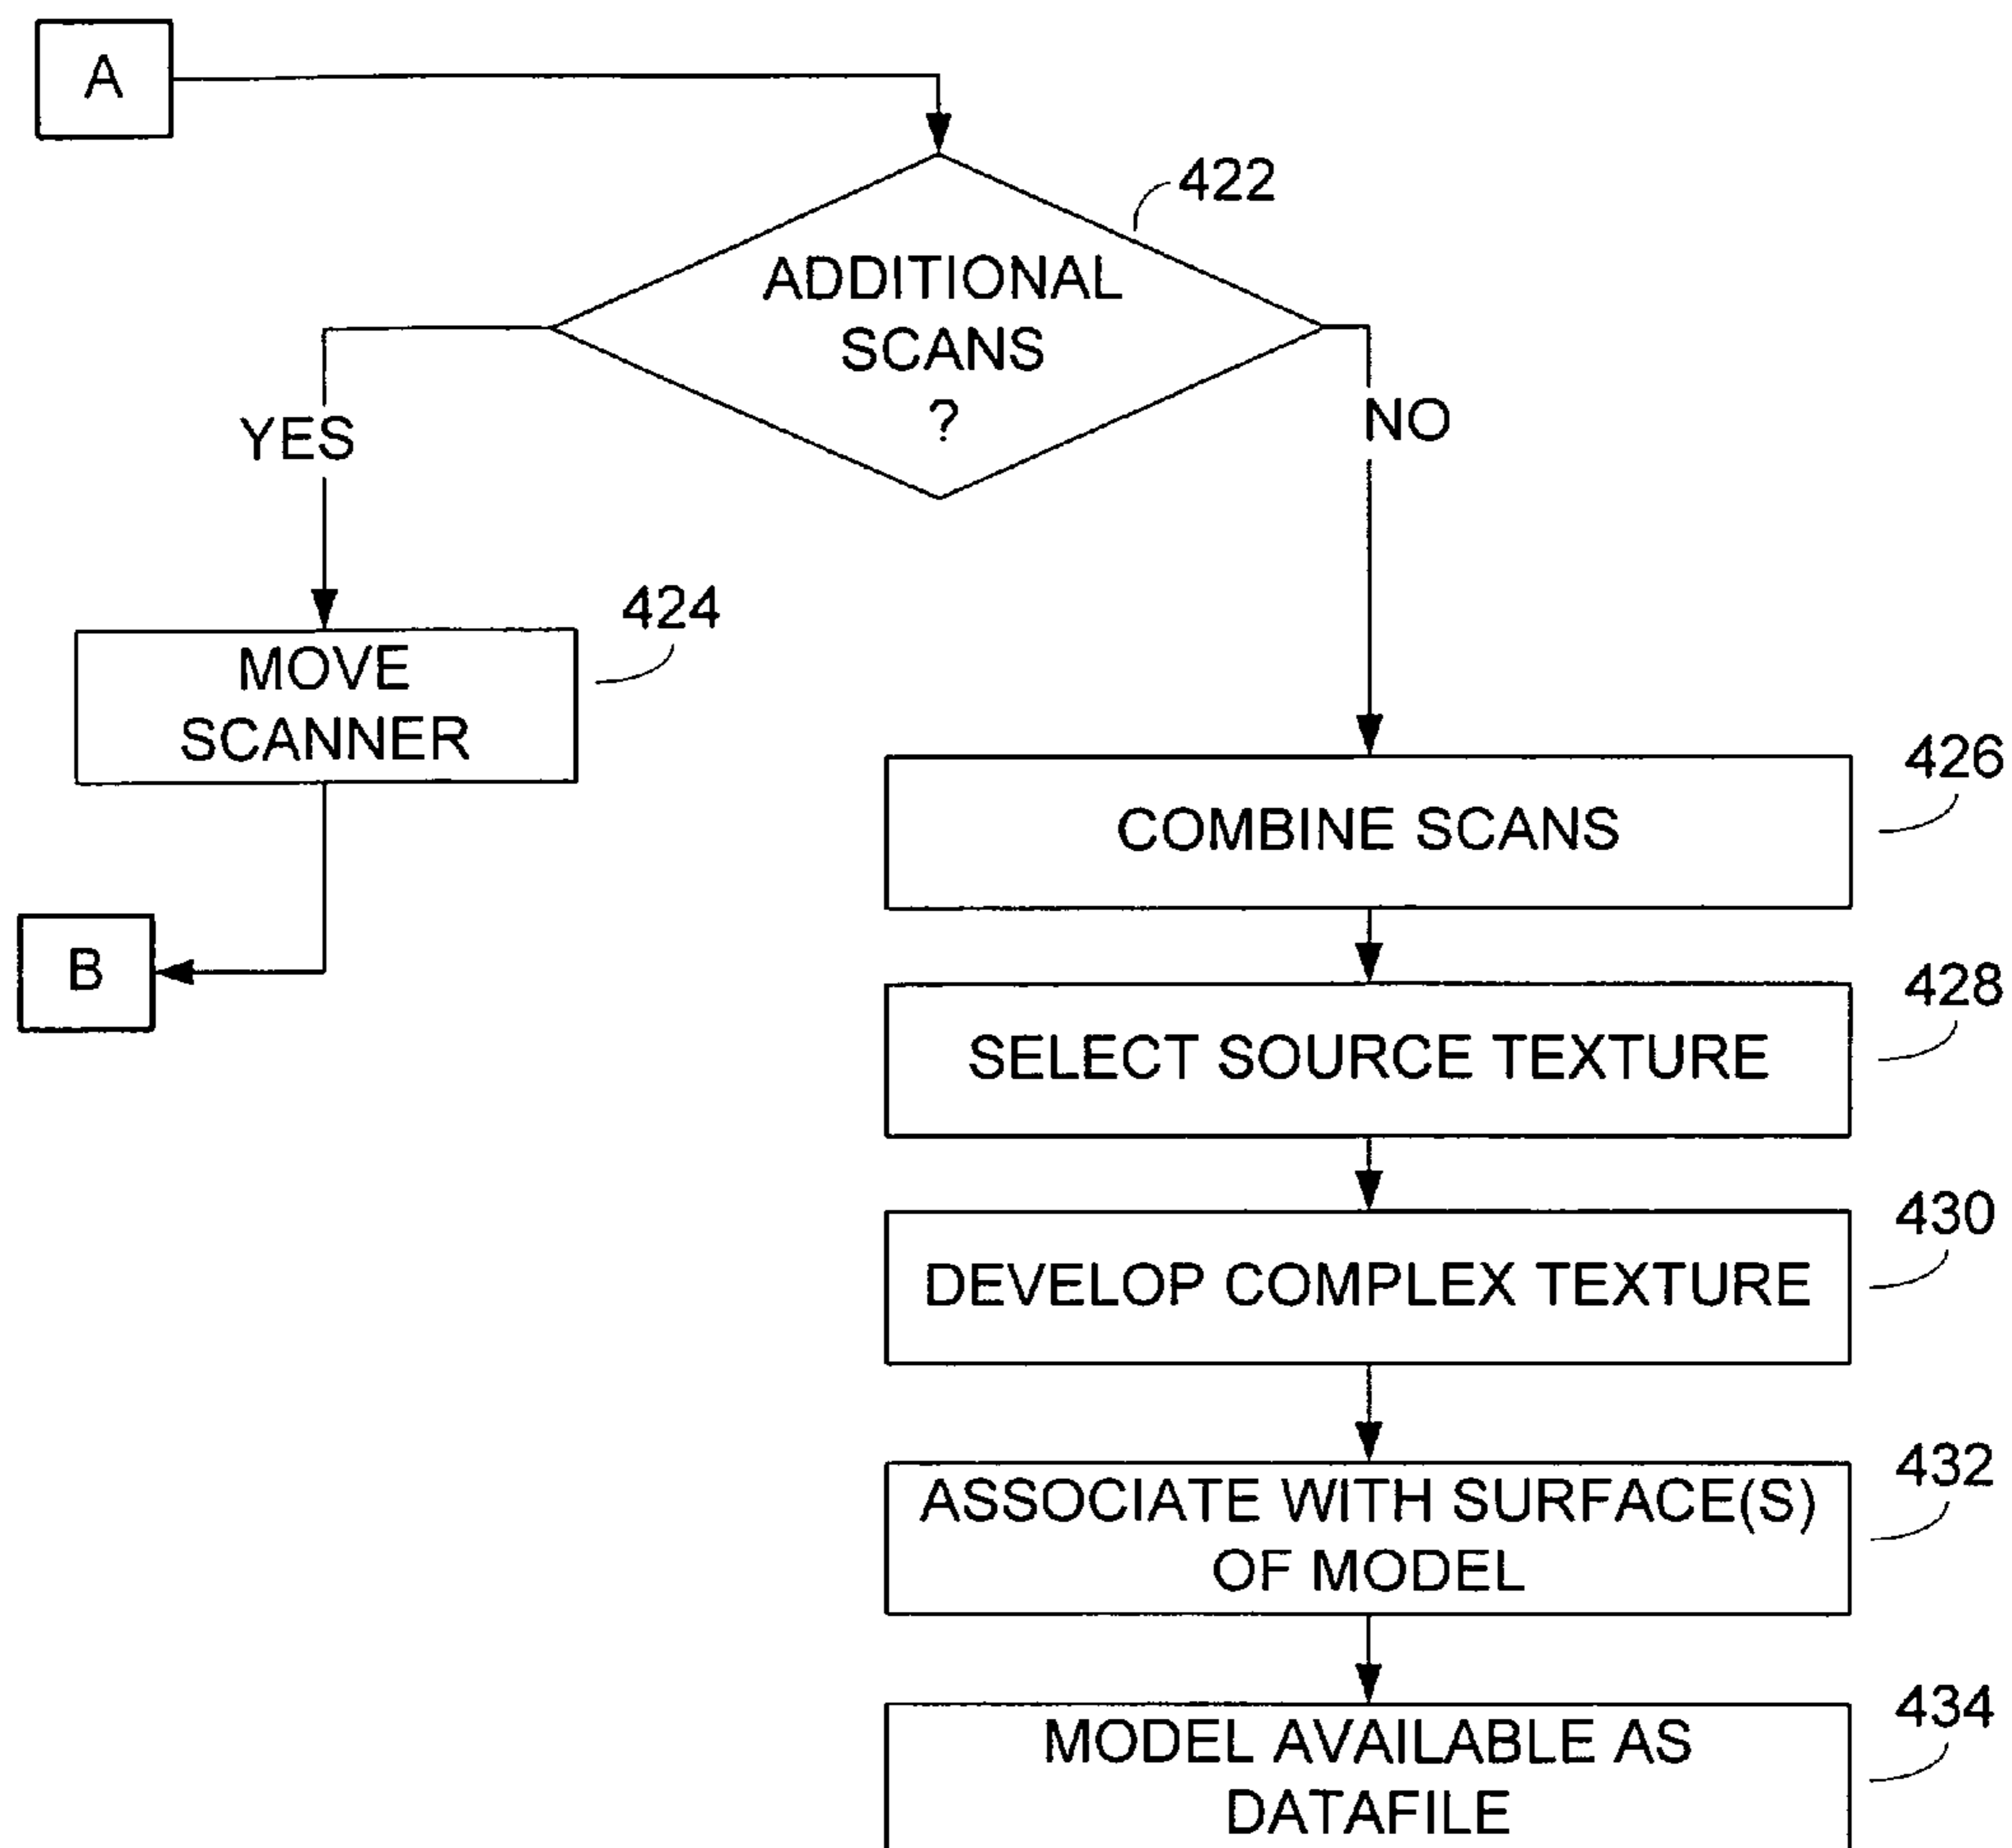 A
422
ADDITIONAL
SCANS
?
YES
NO
424
MOVE
SCANNER
426
COMBINE SCANS
B
428
SELECT SOURCE TEXTURE
430
DEVELOP COMPLEX TEXTURE
432
ASSOCIATE WITH SURFACE(S)
OF MODEL
434
MODEL AVAILABLE AS
DATAFILE